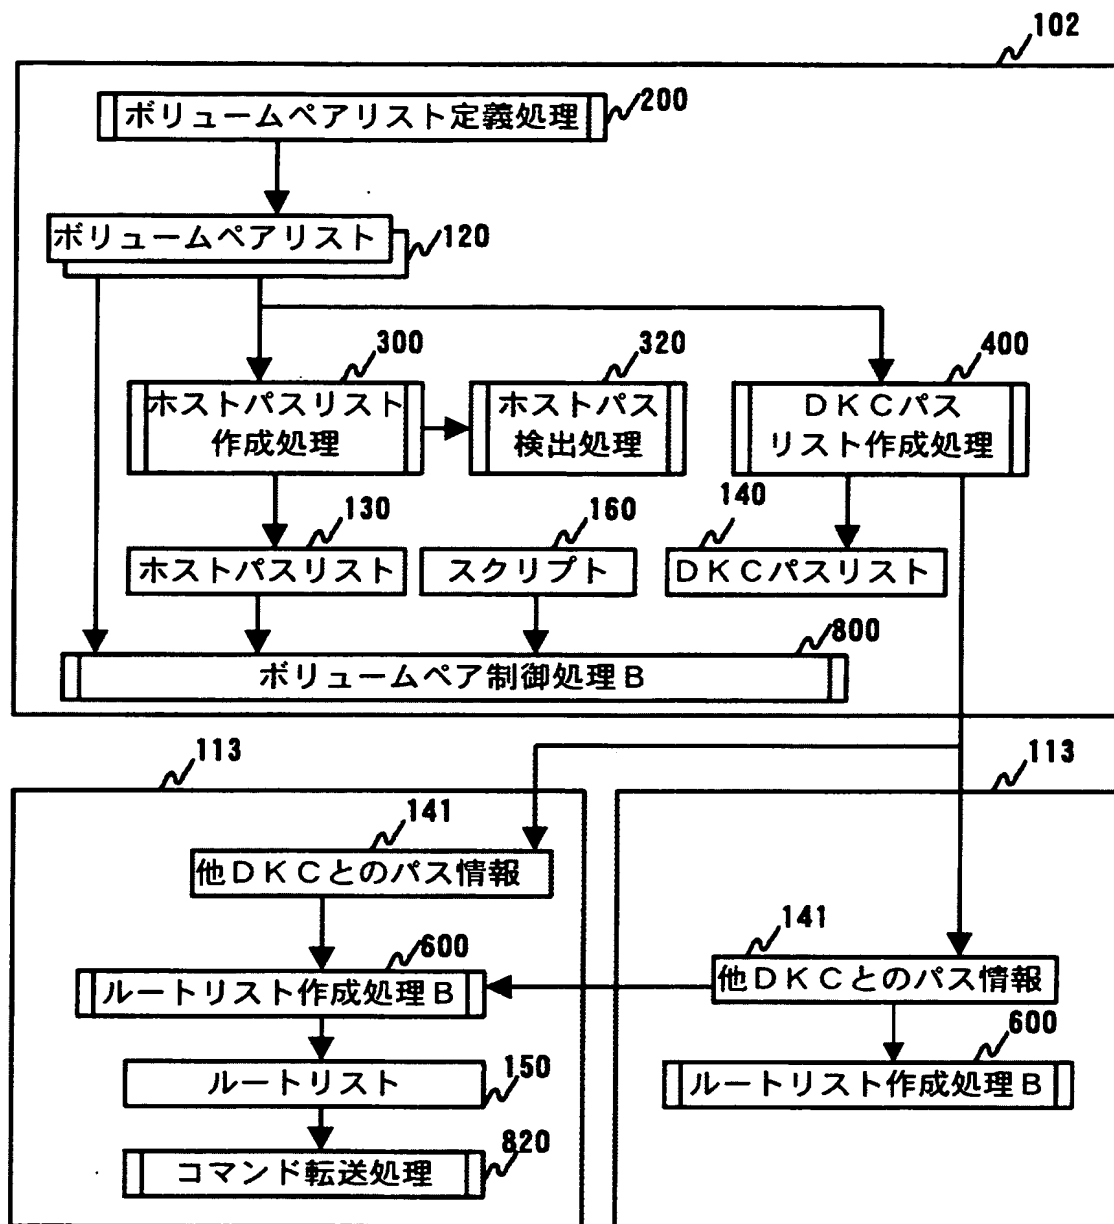 102
ボリュームペアリスト定義処理
200
ボリュームペアリスト
120
300
320
400
ホストパスリスト
作成処理
ホストパス
検出処理
DKCパス
リスト作成処理
130
160
140
ホストパスリスト
スクリプト
DKCパスリスト
800
ボリュームペア制御処理B
113
113
141
他DKCとのパス情報
141
600
他DKCとのパス情報
ルートリスト作成処理B
600
ルートリスト
150
ルートリスト作成処理B
820
コマンド転送処理